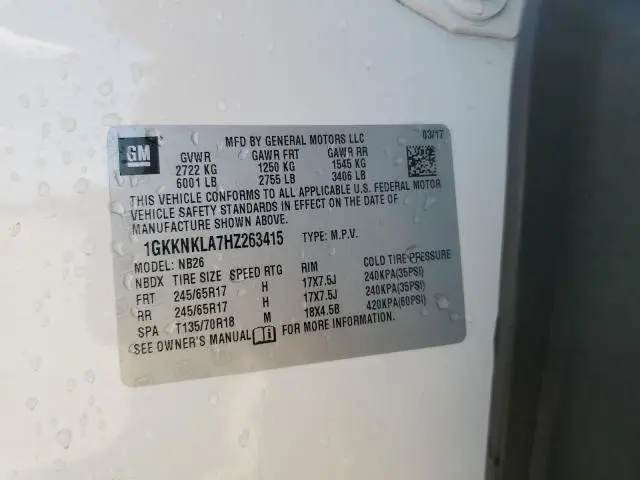 GM
MFD BY GENERAL MOTORS LLC 03/17
GVWR GAWR FRT GAWR RR
2722 KG 1250 KG 1545 KG
6001 LB 2755 LB 3406 LB
THIS VEHICLE CONFORMS TO ALL APPLICABLE U.S. FEDERAL MOTOR
VEHICLE SAFETY STANDARDS IN EFFECT ON THE DATE OF
MANUFACTURE SHOWN ABOVE.
1GKKNKLA7HZ263415 TYPE: M.P.V.
MODEL: NB26
NBDX TIRE SIZE SPEED RTG RIM COLD TIRE PRESSURE
FRT 245/65R17 H 17X7.5J 240KPA(35PSI)
RR 245/65R17 H 17X7.5J 240KPA(35PSI)
SPA T135/70R18 M 18X4.5B 420KPA(60PSI)
SEE OWNER'S MANUAL FOR MORE INFORMATION.